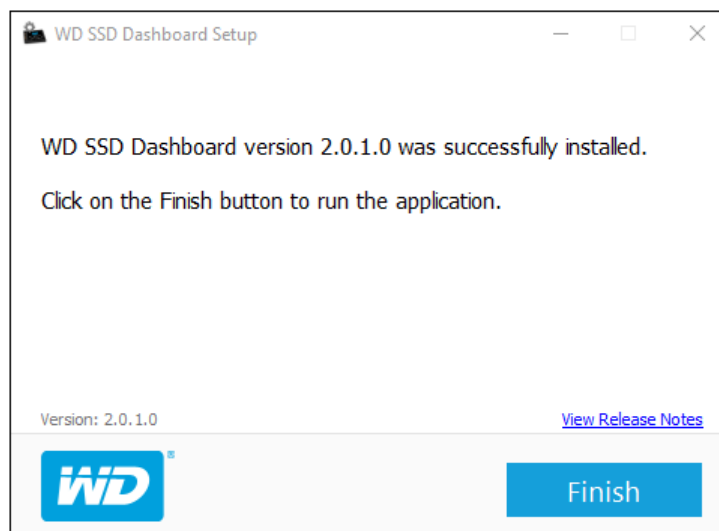 WD SSD Dashboard Setup
WD SSD Dashboard version 2.0.1.0 was successfully installed.
Click on the Finish button to run the application.
Version: 2.0.1.0
View Release Notes
WD®
Finish